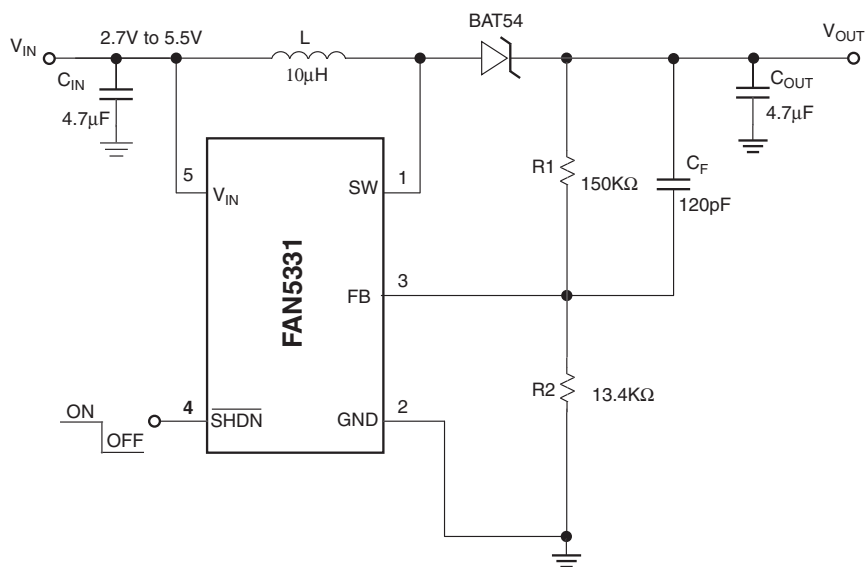 BAT54
V_IN
2.7V to 5.5V
L
V_OUT
C_IN
10μH
C_OUT
4.7μF
4.7μF
R1
C_F
5
1
SW
V_IN
150KΩ
120pF
FAN5331
3
FB
R2
13.4KΩ
ON
4
2
SHDN
GND
OFF